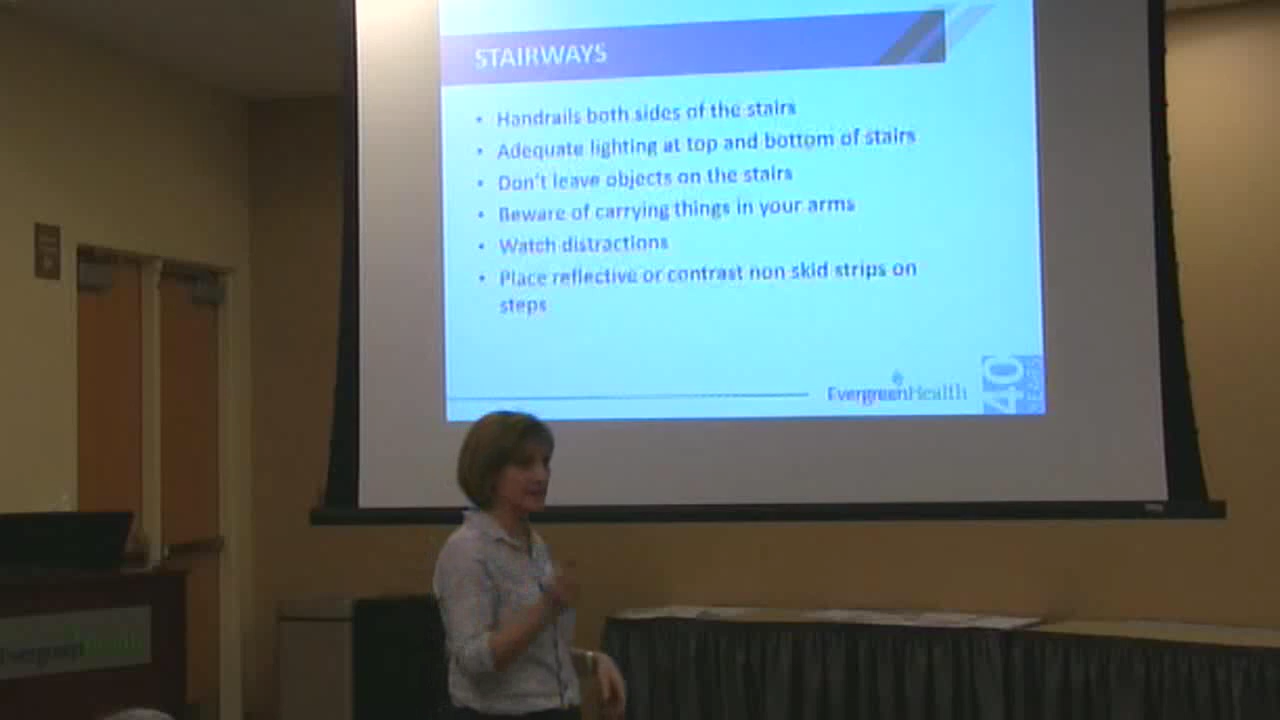 STAIRWAYS
• Handrails both sides of the stairs
• Adequate lighting at top and bottom of stairs
• Don't leave objects on the stairs
• Beware of carrying things in your arms
• Watch distractions
• Place reflective or contrast non skid strips on
steps
EvergreenHealth
40
YEARS